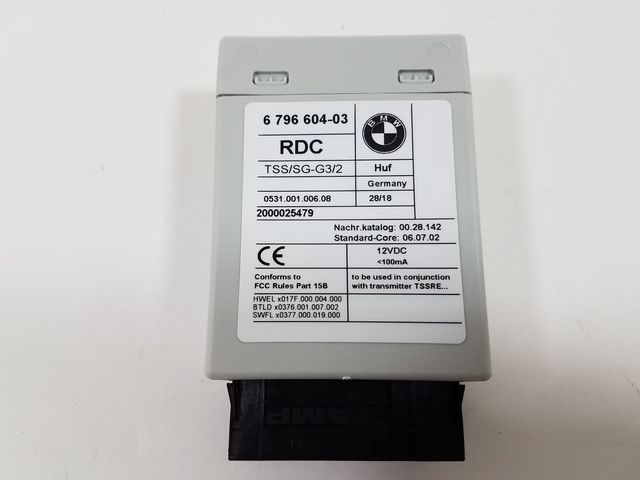 6 796 604-03
BMW
RDC
TSS/SG-G3/2
Huf
Germany
0531.001.006.08
28/18
2000025479
Nachr.katalog: 00.28.142
Standard-Core: 06.07.02
CE
12VDC
<100mA
Conforms to
FCC Rules Part 15B
to be used in conjunction
with transmitter TSSRE...
HWEL x017F.000.004.000
BTLD x0376.001.007.002
SWFL x0377.000.019.000
AMP